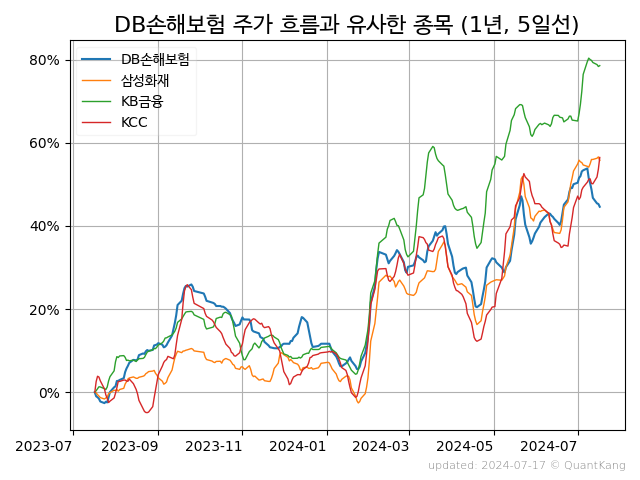 DB손해보험 주가 흐름과 유사한 종목 (1년, 5일선)
DB손해보험
삼성화재
KB금융
KCC
80%
60%
40%
20%
0%
2023-07 2023-09 2023-11 2024-01 2024-03 2024-05 2024-07
updated: 2024-07-17 © QuantKang